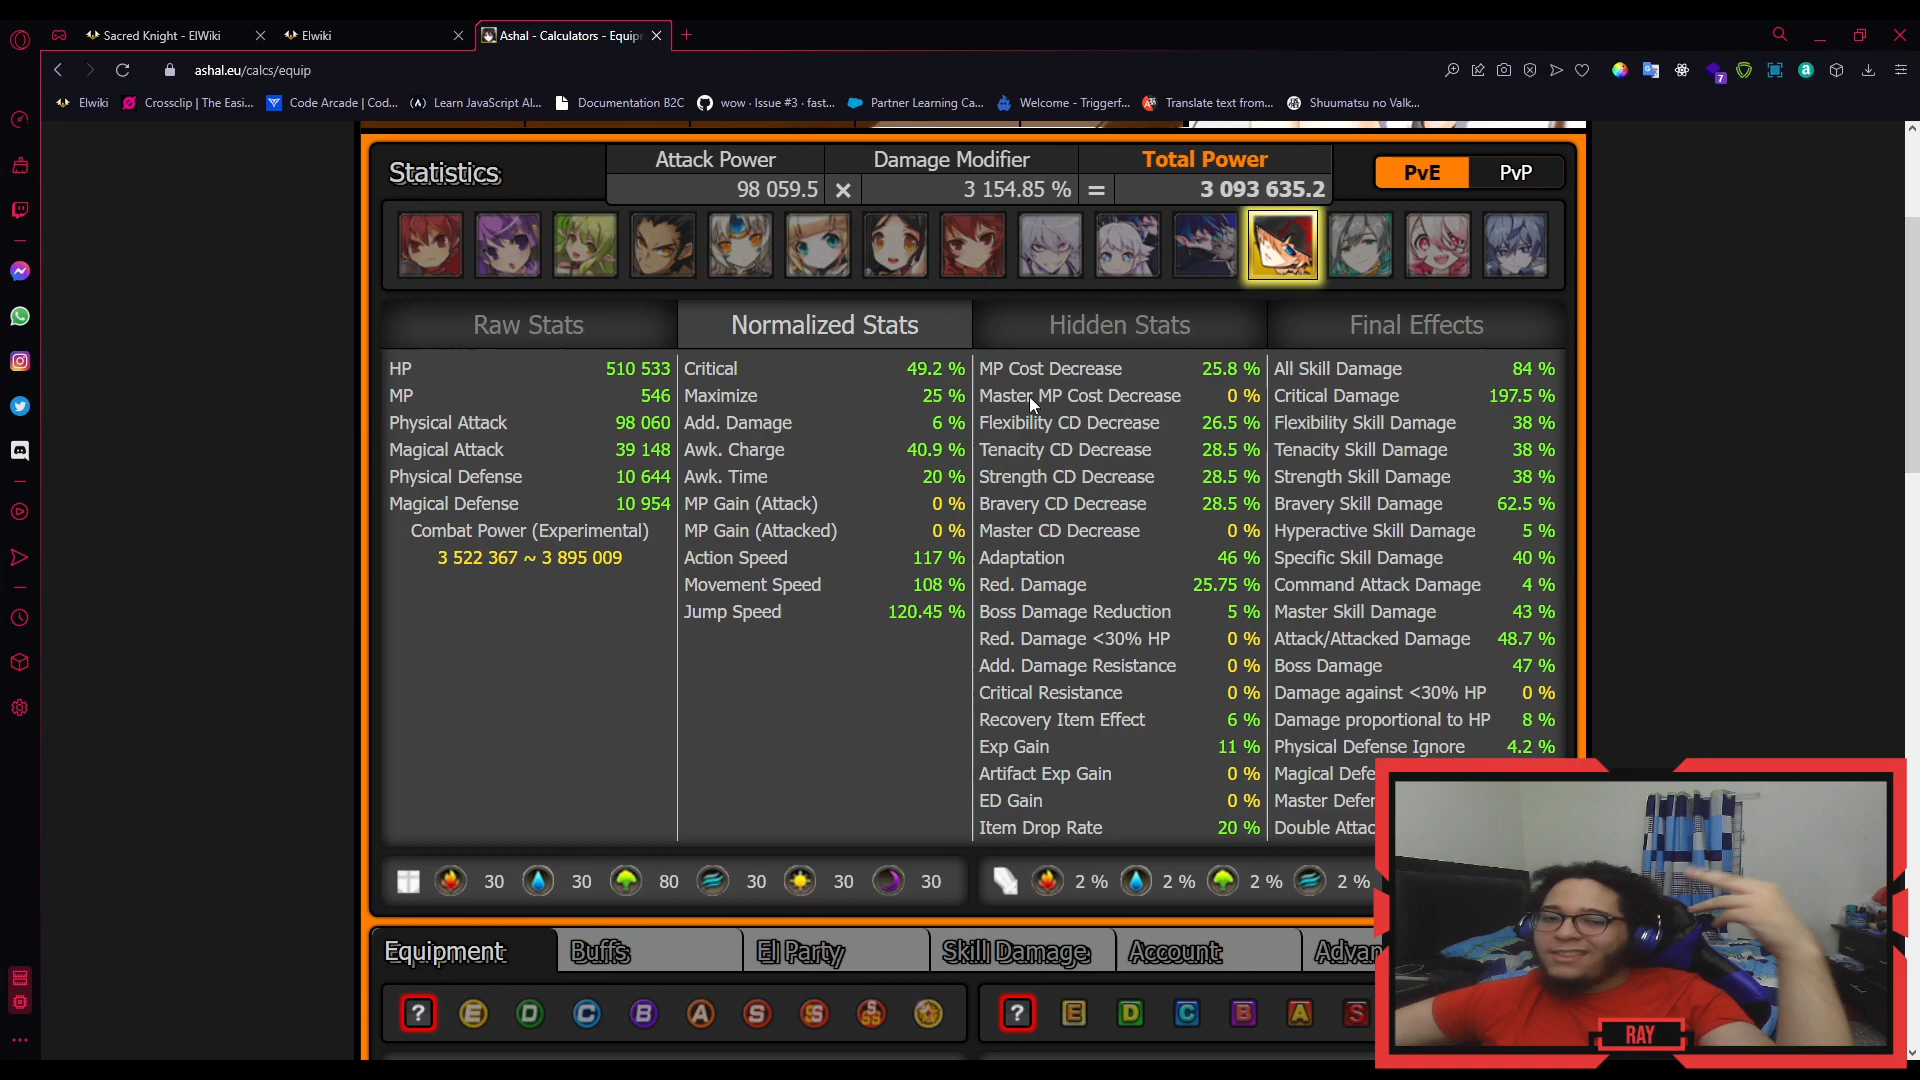 Sacred Knight - ElWiki
Elwiki
Ashal - Calculators - Equip
ashal.eu/calcs/equip
7
Elwiki
Crossclip | The Easi...
Code Arcade | Cod...
Learn JavaScript Al...
Documentation B2C
wow · Issue #3 · fast...
Partner Learning Ca...
Welcome - Triggerf...
Translate text from...
Shuumatsu no Valk...
Statistics
Attack Power
Damage Modifier
Total Power
98 059.5 × 3 154.85 % = 3 093 635.2
PvE
PvP
Raw Stats
Normalized Stats
Hidden Stats
Final Effects
HP 510 533
MP 546
Physical Attack 98 060
Magical Attack 39 148
Physical Defense 10 644
Magical Defense 10 954
Combat Power (Experimental)
3 522 367 ~ 3 895 009
Critical 49.2 %
Maximize 25 %
Add. Damage 6 %
Awk. Charge 40.9 %
Awk. Time 20 %
MP Gain (Attack) 0 %
MP Gain (Attacked) 0 %
Action Speed 117 %
Movement Speed 108 %
Jump Speed 120.45 %
MP Cost Decrease 25.8 %
Master MP Cost Decrease 0 %
Flexibility CD Decrease 26.5 %
Tenacity CD Decrease 28.5 %
Strength CD Decrease 28.5 %
Bravery CD Decrease 28.5 %
Master CD Decrease 0 %
Adaptation 46 %
Red. Damage 25.75 %
Boss Damage Reduction 5 %
Red. Damage <30% HP 0 %
Add. Damage Resistance 0 %
Critical Resistance 0 %
Recovery Item Effect 6 %
Exp Gain 11 %
Artifact Exp Gain 0 %
ED Gain 0 %
Item Drop Rate 20 %
All Skill Damage 84 %
Critical Damage 197.5 %
Flexibility Skill Damage 38 %
Tenacity Skill Damage 38 %
Strength Skill Damage 38 %
Bravery Skill Damage 62.5 %
Hyperactive Skill Damage 5 %
Specific Skill Damage 40 %
Command Attack Damage 4 %
Master Skill Damage 43 %
Attack/Attacked Damage 48.7 %
Boss Damage 47 %
Damage against <30% HP 0 %
Damage proportional to HP 8 %
Physical Defense Ignore 4.2 %
Magical Defe
Master Defer
Double Attac
30 30 80 30 30 30
2 % 2 % 2 % 2 %
Equipment
Buffs
El Party
Skill Damage
Account
Advan
? E D C B A S SS SSS
? E D C B A S
RAY